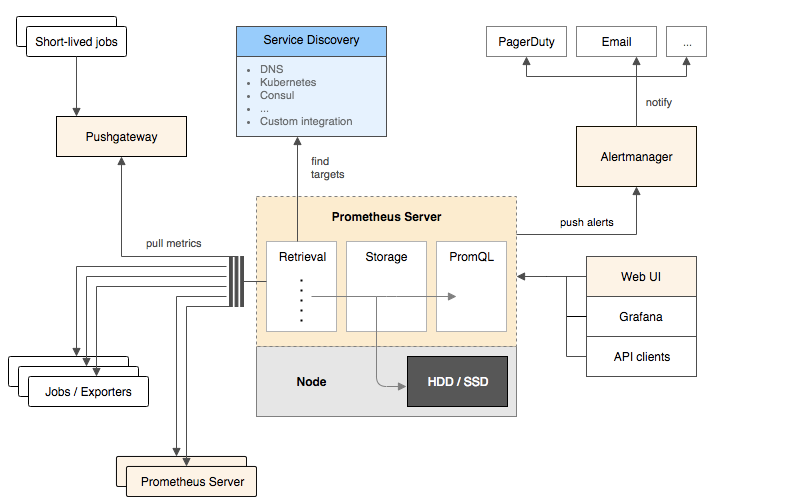 Short-lived jobs
Service Discovery
• DNS
• Kubernetes
• Consul
• ...
• Custom integration
PagerDuty
Email
...
notify
Pushgateway
Alertmanager
find
targets
Prometheus Server
push alerts
pull metrics
Retrieval
Storage
PromQL
Web UI
Grafana
API clients
Jobs / Exporters
Node
HDD / SSD
Prometheus Server